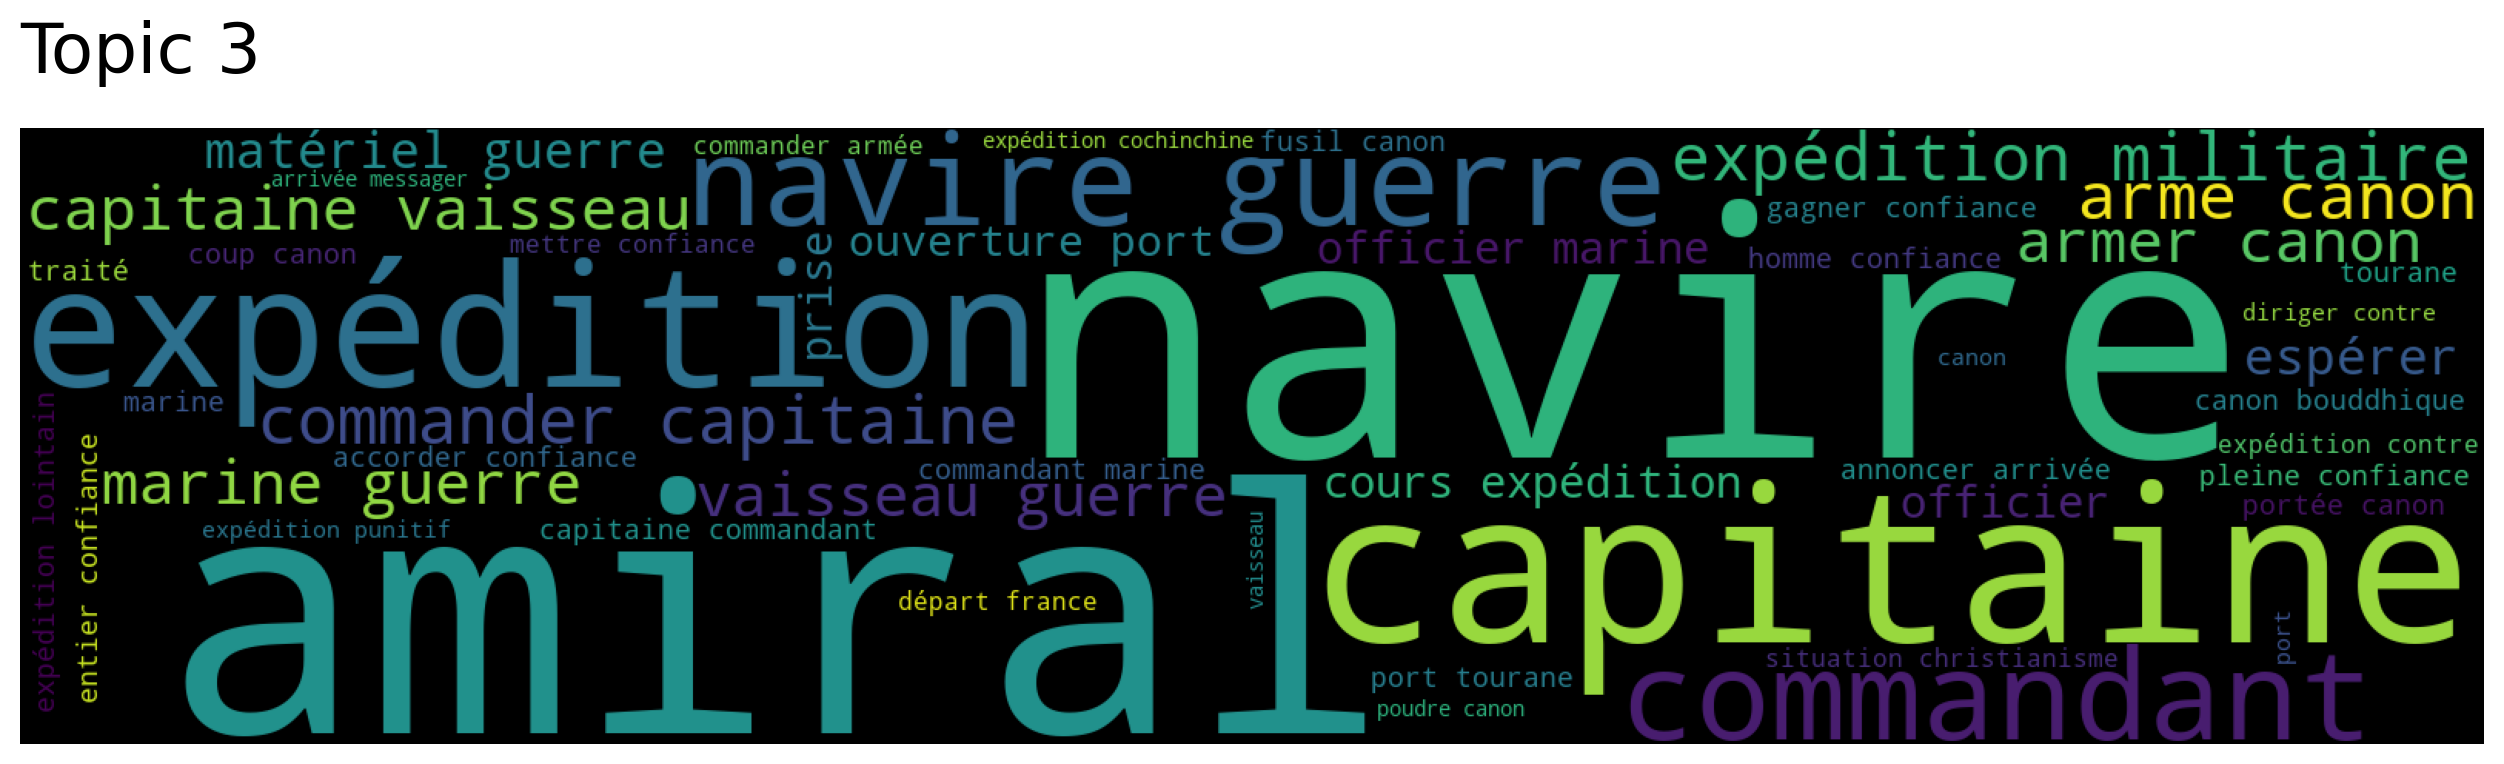 Topic 3
matériel guerre
commander armée
expédition cochinchine
fusil canon
expédition militaire
arrivée messager
navire guerre
capitaine vaisseau
arme canon
gagner confiance
coup canon
mettre confiance
prise
ouverture port
officier marine
homme confiance
armer canon
traité
tourane
expédition
navire
diriger contre
canon
espérer
marine
commander capitaine
canon bouddhique
accorder confiance
expédition contre
marine guerre
commandant marine
cours expédition
annoncer arrivée
pleine confiance
vaisseau guerre
officier
portée canon
expédition lointain
entier confiance
expédition punitif
capitaine commandant
vaisseau
amiral
départ france
capitaine
port
situation christianisme
port tourane
commandant
poudre canon